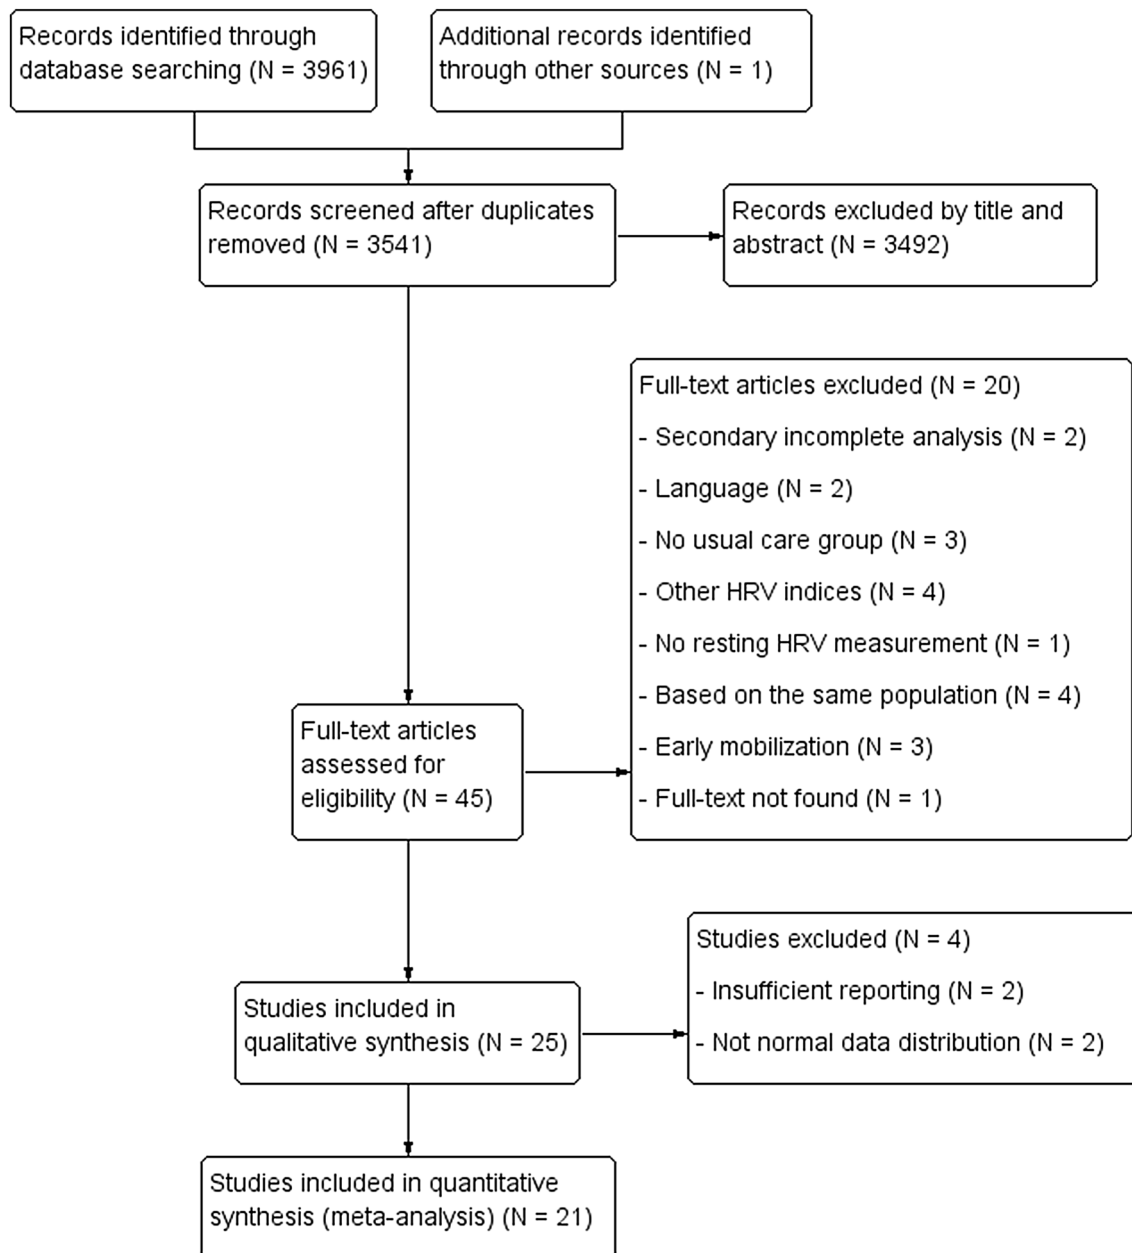 Records identified through
database searching (N = 3961)
Additional records identified
through other sources (N = 1)
Records screened after duplicates
removed (N = 3541)
Records excluded by title and
abstract (N = 3492)
Full-text articles excluded (N = 20)
- Secondary incomplete analysis (N = 2)
- Language (N = 2)
- No usual care group (N = 3)
- Other HRV indices (N = 4)
- No resting HRV measurement (N = 1)
- Based on the same population (N = 4)
- Early mobilization (N = 3)
- Full-text not found (N = 1)
Full-text articles
assessed for
eligibility (N = 45)
Studies excluded (N = 4)
- Insufficient reporting (N = 2)
- Not normal data distribution (N = 2)
Studies included in
qualitative synthesis (N = 25)
Studies included in quantitative
synthesis (meta-analysis) (N = 21)